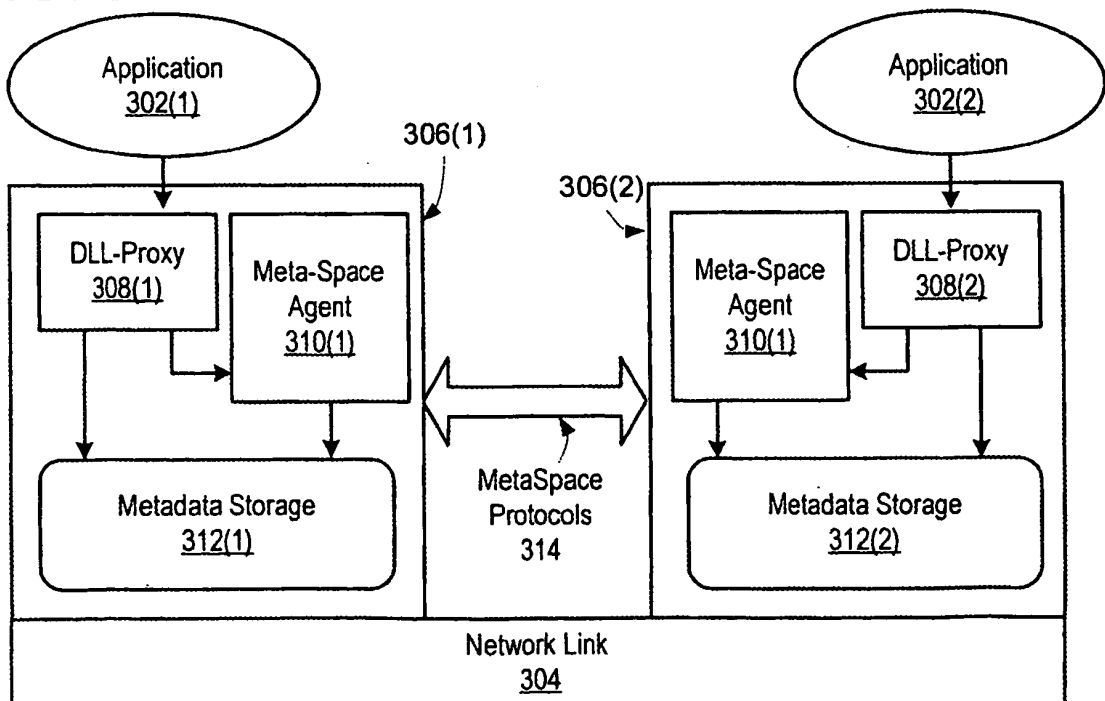 Application
302(1)
Application
302(2)
306(1)
306(2)
DLL-Proxy
308(1)
Meta-Space
Agent
310(1)
Meta-Space
Agent
310(1)
DLL-Proxy
308(2)
Metadata Storage
312(1)
MetaSpace
Protocols
314
Metadata Storage
312(2)
Network Link
304